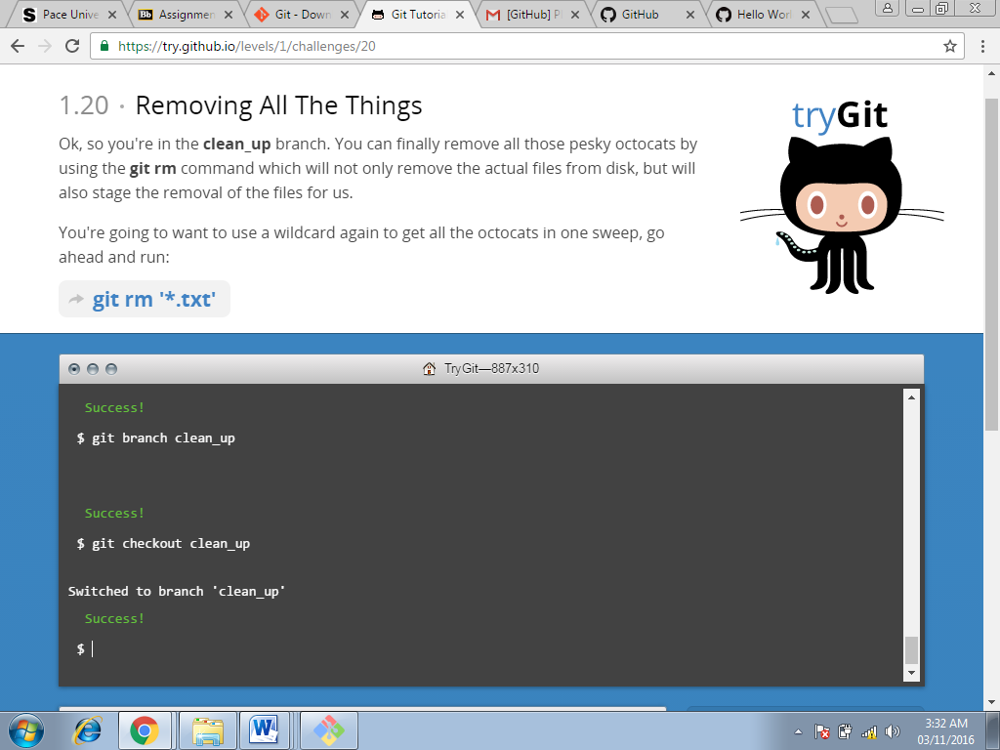 Pace Unive
Assignmen
Git - Down
Git Tutoria
[GitHub] Pl
GitHub
Hello Worl
https://try.github.io/levels/1/challenges/20
1.20 · Removing All The Things
tryGit
Ok, so you're in the clean_up branch. You can finally remove all those pesky octocats by
using the git rm command which will not only remove the actual files from disk, but will
also stage the removal of the files for us.
You're going to want to use a wildcard again to get all the octocats in one sweep, go
ahead and run:
git rm '*.txt'
TryGit—887x310
Success!
$ git branch clean_up
Success!
$ git checkout clean_up
Switched to branch 'clean_up'
Success!
$
3:32 AM
03/11/2016